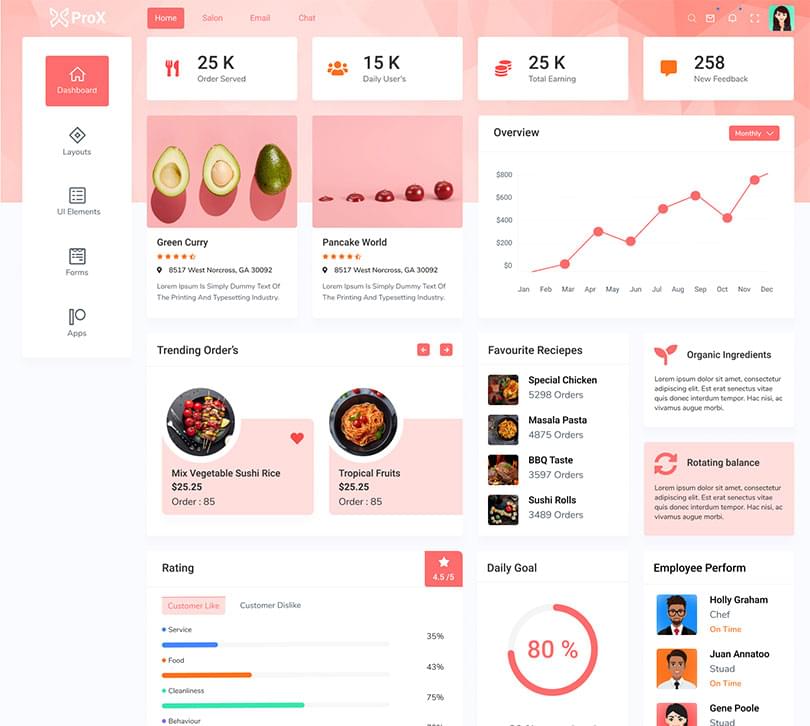 ProX
Home
Salon
Email
Chat
Dashboard
Layouts
UI Elements
Forms
Apps
25 K
Order Served
15 K
Daily User's
25 K
Total Earning
258
New Feedback
Green Curry
8517 West Norcross, GA 30092
Lorem Ipsum Is Simply Dummy Text Of
The Printing And Typesetting Industry.
Pancake World
8517 West Norcross, GA 30092
Lorem Ipsum Is Simply Dummy Text Of
The Printing And Typesetting Industry.
Overview
Monthly
$800
$600
$400
$200
$0
Jan Feb Mar Apr May Jun Jul Aug Sep Oct Nov Dec
Trending Order's
Mix Vegetable Sushi Rice
$25.25
Order : 85
Tropical Fruits
$25.25
Order : 85
Favourite Reciepes
Special Chicken
5298 Orders
Masala Pasta
4875 Orders
BBQ Taste
3597 Orders
Sushi Rolls
3489 Orders
Organic Ingredients
Lorem ipsum dolor sit amet, consectetur
adipiscing elit. Est erat senectus vitae
quis donec interdum consectetur. Hac nisi, ac
vivamus augue morbi.
Rotating balance
Lorem ipsum dolor sit amet, consectetur
adipiscing elit. Est erat senectus vitae
quis donec interdum consectetur. Hac nisi, ac
vivamus augue morbi.
Rating
4.5 /5
Customer Like
Customer Dislike
Service
35%
Food
43%
Cleanliness
75%
Behaviour
Daily Goal
80 %
Employee Perform
Holly Graham
Chef
On Time
Juan Annatoo
Stuad
On Time
Gene Poole
Stuad